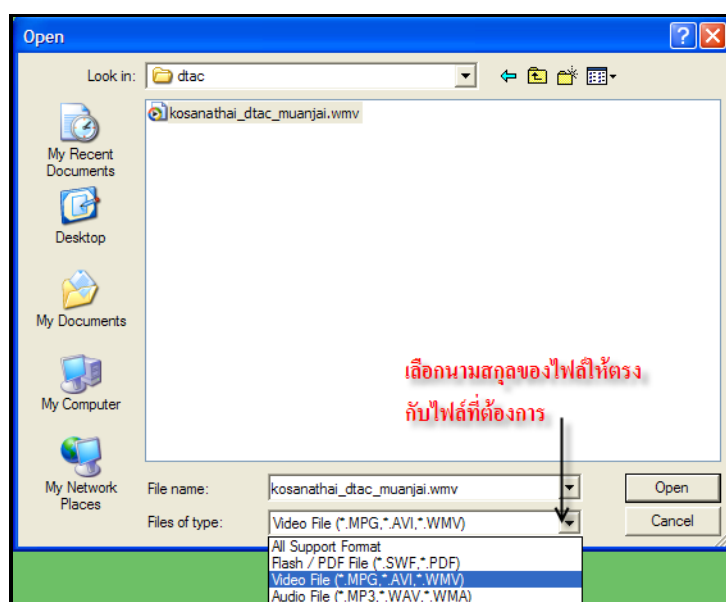 Open
Look in:
dtac
kosanathai_dtac_muanjai.wmv
My Recent
Documents
Desktop
My Documents
My Computer
My Network
Places
เลือกนามสกุลของไฟล์ให้ตรง
กับไฟล์ที่ต้องการ
File name:
kosanathai_dtac_muanjai.wmv
Open
Files of type:
Video File (*.MPG,*.AVI,*.WMV)
Cancel
All Support Format
Flash / PDF File (*.SWF,*.PDF)
Video File (*.MPG,*.AVI,*.WMV)
Audio File (*.MP3,*.WAV,*.WMA)